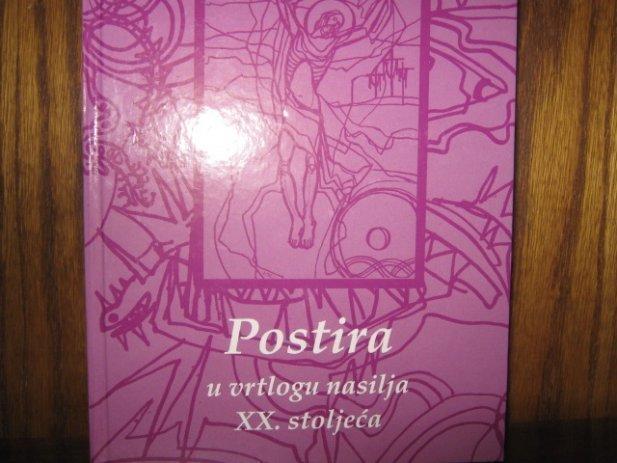 Postira
u vrtlogu nasilja
XX. stoljeća